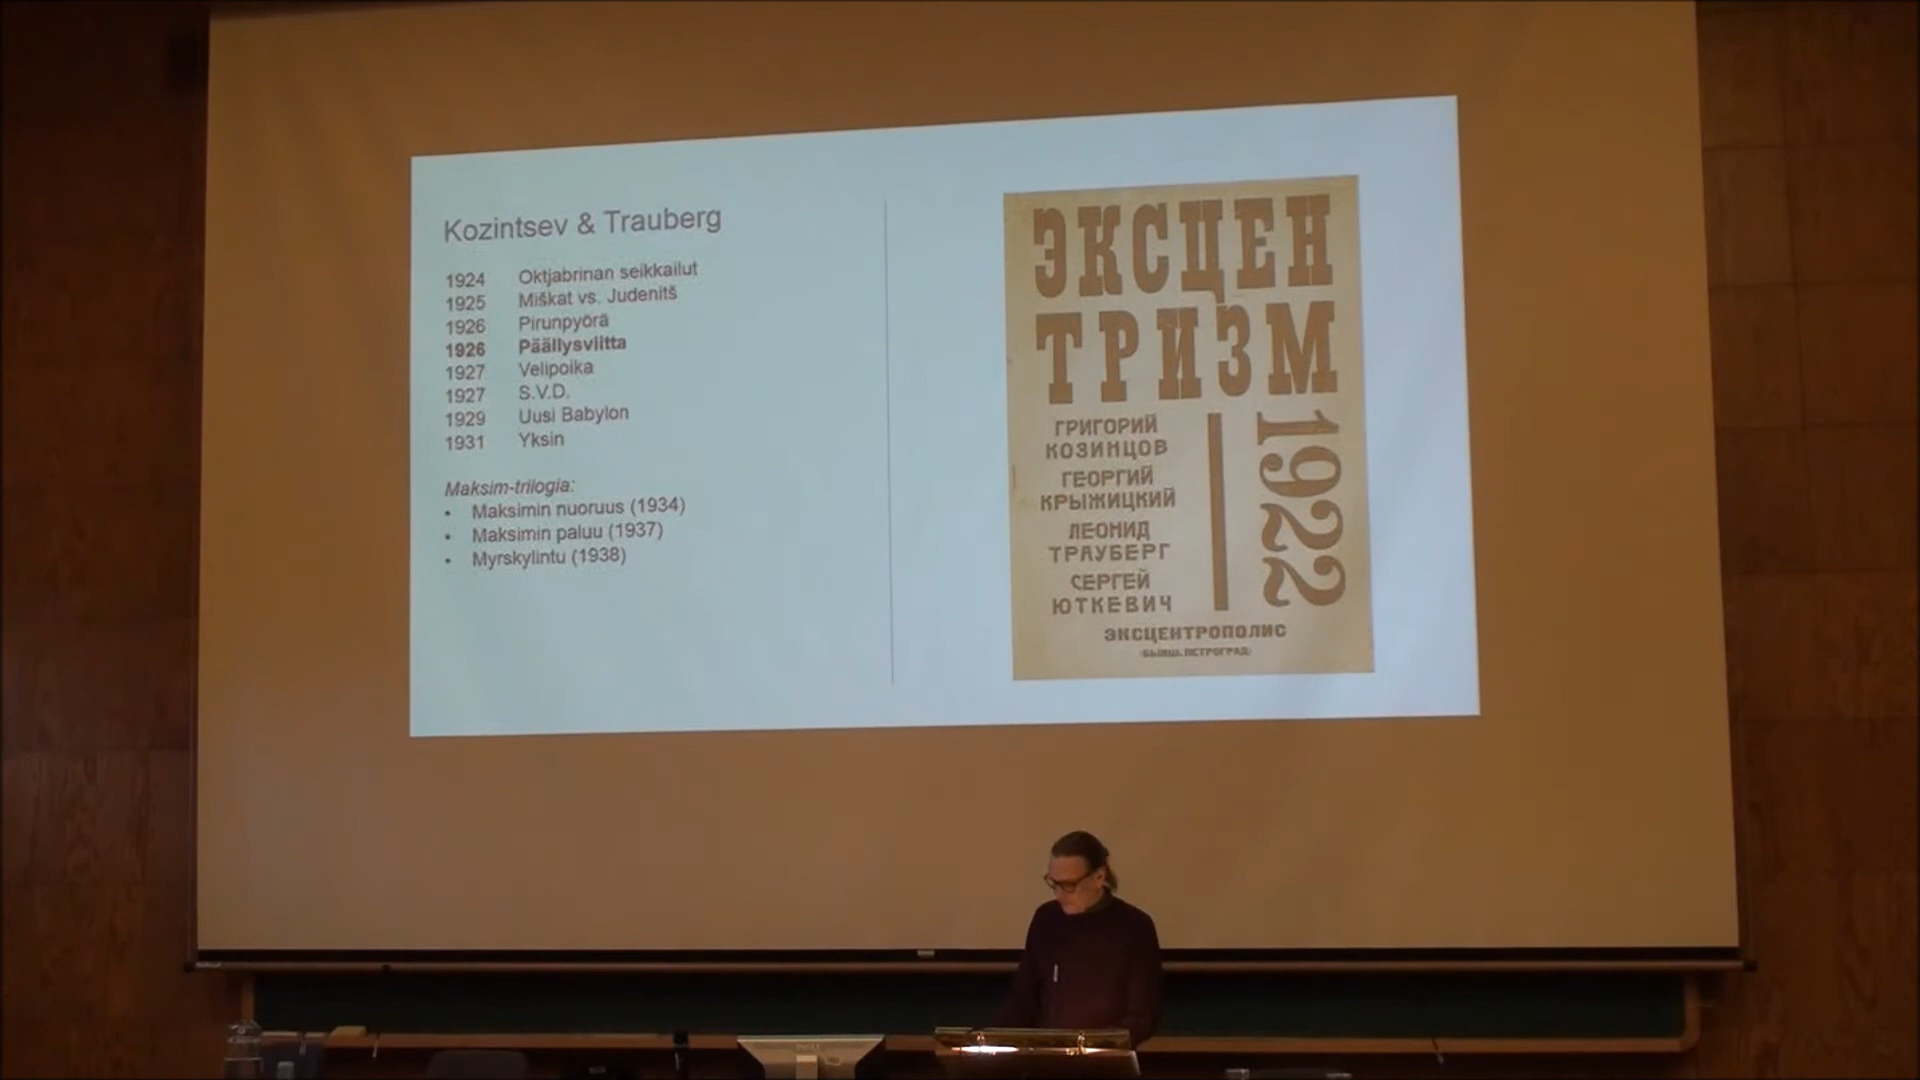 Kozintsev & Trauberg
1924 Oktjabrinan seikkailut
1925 Miškat vs. Judenitš
1926 Pirunpyörä
1926 Päällysviitta
1927 Velipoika
1927 S.V.D.
1929 Uusi Babylon
1931 Yksin
Maksim-trilogia:
• Maksimin nuoruus (1934)
• Maksimin paluu (1937)
• Myrskylintu (1938)
ЭКСЦЕН
ТРИЗМ
ГРИГОРИЙ
КОЗИНЦОВ
ГЕОРГИЙ
КРЫЖИЦКИЙ
ЛЕОНИД
ТРАУБЕРГ
СЕРГЕЙ
ЮТКЕВИЧ
1922
ЭКСЦЕНТРОПОЛИС
(БЫВШ. ПЕТРОГРАД)